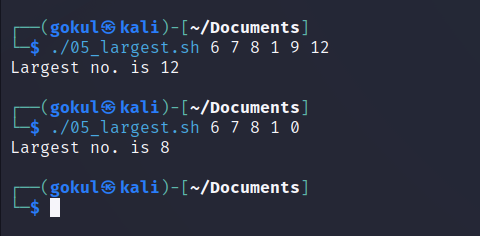 ┌──(gokul㉿kali)-[~/Documents]
└─$ ./05_largest.sh 6 7 8 1 9 12
Largest no. is 12
┌──(gokul㉿kali)-[~/Documents]
└─$ ./05_largest.sh 6 7 8 1 0
Largest no. is 8
┌──(gokul㉿kali)-[~/Documents]
└─$